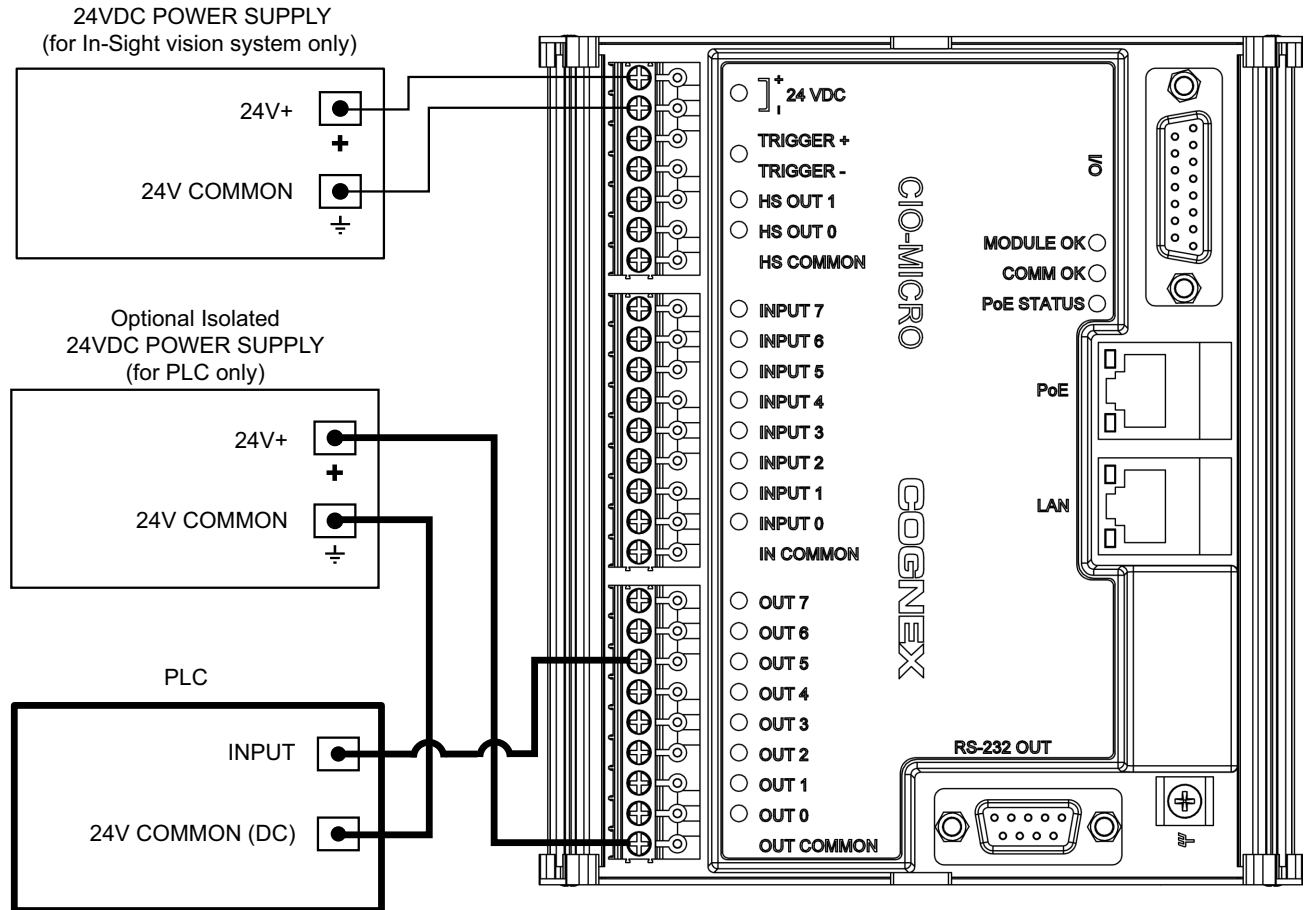 24VDC POWER SUPPLY
(for In-Sight vision system only)
24V+
+
24V COMMON
Optional Isolated
24VDC POWER SUPPLY
(for PLC only)
24V+
+
24V COMMON
PLC
INPUT
24V COMMON (DC)
+
-
24 VDC
TRIGGER +
TRIGGER -
HS OUT 1
HS OUT 0
HS COMMON
INPUT 7
INPUT 6
INPUT 5
INPUT 4
INPUT 3
INPUT 2
INPUT 1
INPUT 0
IN COMMON
OUT 7
OUT 6
OUT 5
OUT 4
OUT 3
OUT 2
OUT 1
OUT 0
OUT COMMON
CIO-MICRO
COGNEX
I/O
MODULE OK
COMM OK
PoE STATUS
PoE
LAN
RS-232 OUT